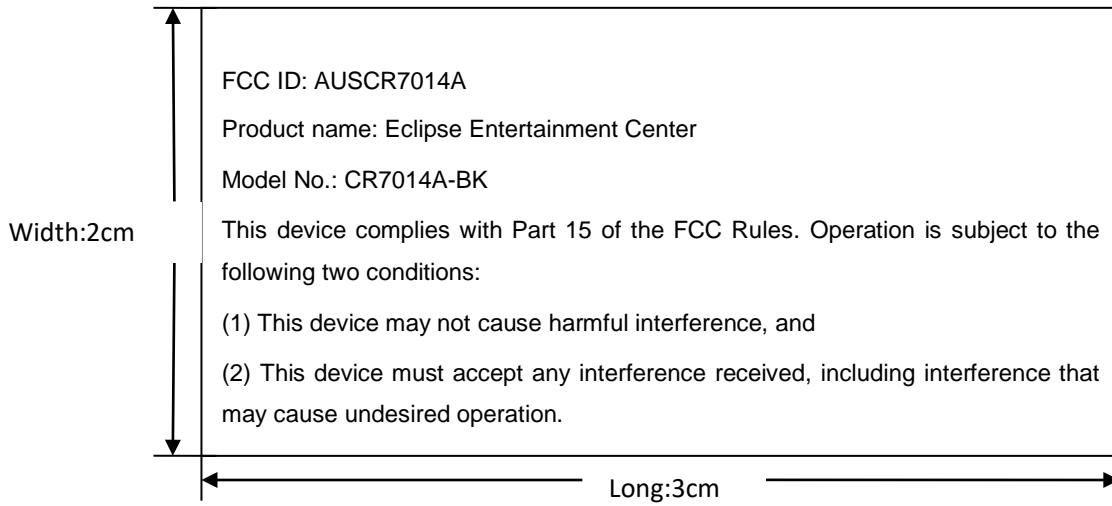 FCC ID: AUSCR7014A
Product name: Eclipse Entertainment Center
Model No.: CR7014A-BK
Width:2cm
This device complies with Part 15 of the FCC Rules. Operation is subject to the
following two conditions:
(1) This device may not cause harmful interference, and
(2) This device must accept any interference received, including interference that
may cause undesired operation.
Long:3cm